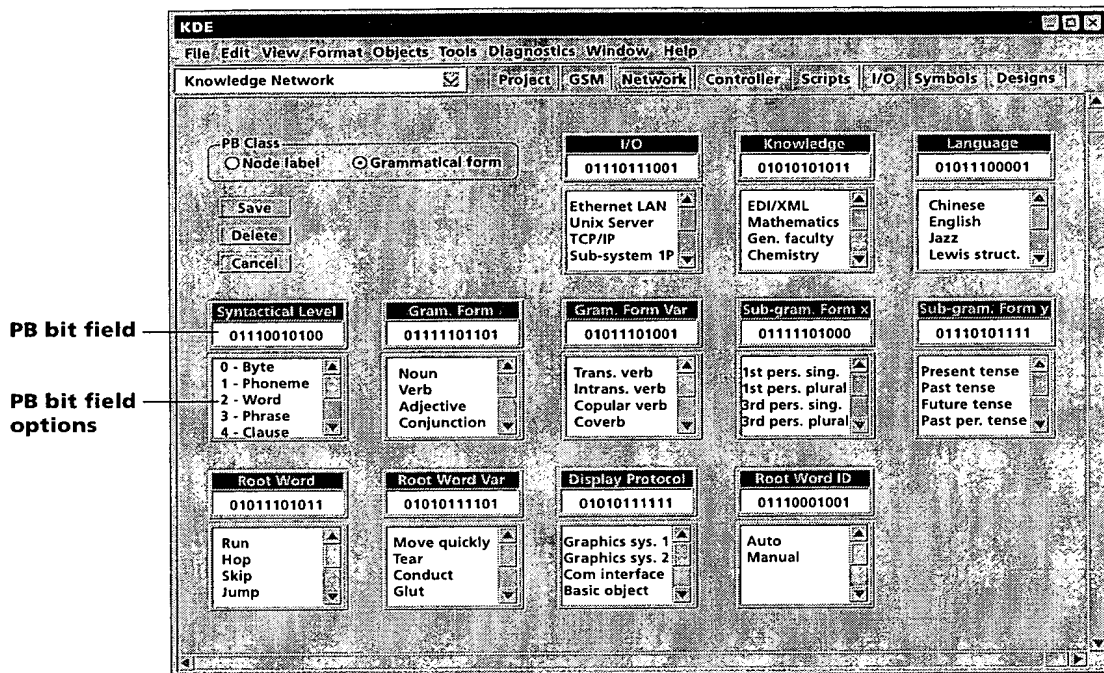 KDE
File Edit View Format Objects Tools Diagnostics Window Help
Knowledge Network
Project GSM Network Controller Scripts I/O Symbols Designs
PB Class
Node label Grammatical form
Save
Delete
Cancel
I/O
01110111001
Ethernet LAN
Unix Server
TCP/IP
Sub-system 1P
Knowledge
01010101011
EDI/XML
Mathematics
Gen. faculty
Chemistry
Language
01011100001
Chinese
English
Jazz
Lewis struct.
PB bit field
PB bit field
options
Syntactical Level
01110010100
0 - Byte
1 - Phoneme
2 - Word
3 - Phrase
4 - Clause
Gram. Form
01111101101
Noun
Verb
Adjective
Conjunction
Gram. Form Var
01011101001
Trans. verb
Intrans. verb
Copular verb
Coverb
Sub-gram. Form x
01111101000
1st pers. sing.
1st pers. plural
3rd pers. sing.
3rd pers. plural
Sub-gram. Form y
01110101111
Present tense
Past tense
Future tense
Past per. tense
Root Word
01011101011
Run
Hop
Skip
Jump
Root Word Var
01010111101
Move quickly
Tear
Conduct
Glut
Display Protocol
01010111111
Graphics sys. 1
Graphics sys. 2
Com interface
Basic object
Root Word ID
01110001001
Auto
Manual